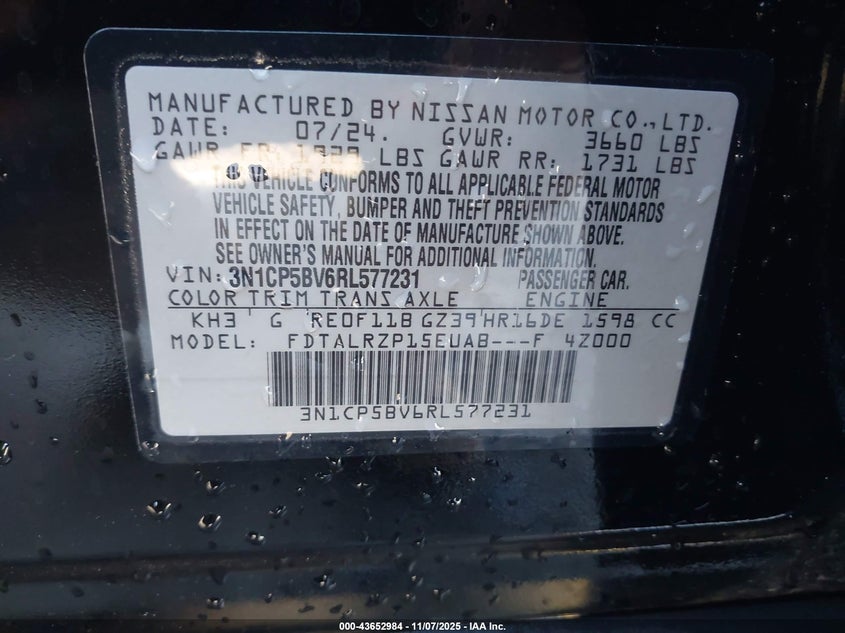 MANUFACTURED BY NISSAN MOTOR CO.,LTD.
DATE: 07/24. GVWR: 3660 LBS
GAWR FR: 1929 LBS GAWR RR: 1731 LBS
THIS VEHICLE CONFORMS TO ALL APPLICABLE FEDERAL MOTOR
VEHICLE SAFETY, BUMPER AND THEFT PREVENTION STANDARDS
IN EFFECT ON THE DATE OF MANUFACTURE SHOWN ABOVE.
SEE OWNER'S MANUAL FOR ADDITIONAL INFORMATION.
VIN: 3N1CP5BV6RL577231 PASSENGER CAR.
COLOR TRIM TRANS AXLE ENGINE
KH3 G RE0F11B GZ39 HR16DE 1598 CC
MODEL: FDTALRZP15EUAB---F 4Z000
3N1CP5BV6RL577231
000-43652984 - 11/07/2025 - IAA Inc.